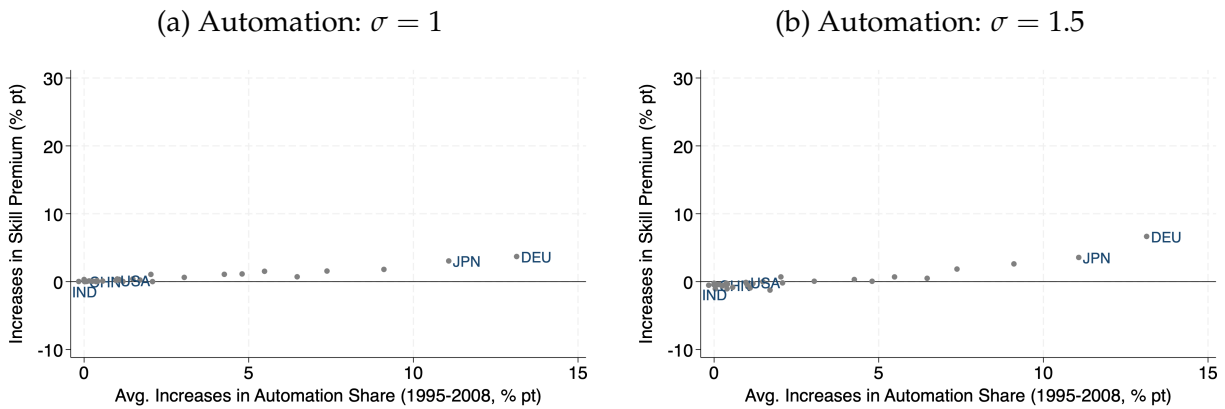 (a) Automation: σ = 1
Increases in Skill Premium (% pt)
30
20
10
0
-10
IND
CHN
USA
JPN
DEU
0
5
10
15
Avg. Increases in Automation Share (1995-2008, % pt)
(b) Automation: σ = 1.5
Increases in Skill Premium (% pt)
30
20
10
0
-10
IND
CHN
USA
JPN
DEU
0
5
10
15
Avg. Increases in Automation Share (1995-2008, % pt)